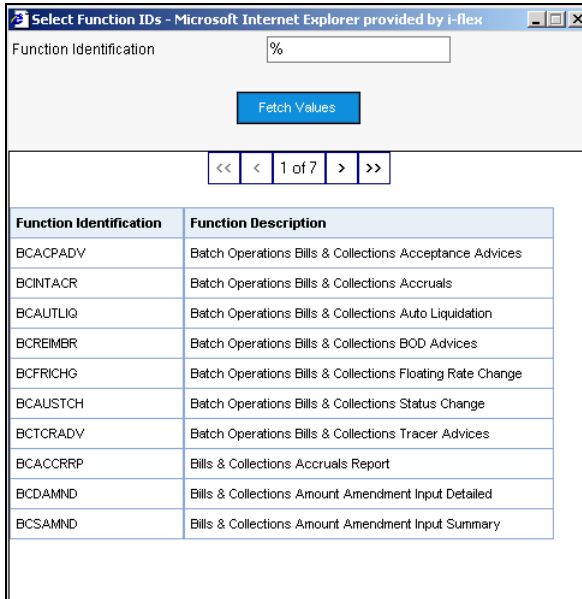 Select Function IDs - Microsoft Internet Explorer provided by i-flex
Function Identification %
Fetch Values
<< < 1 of 7 > >>
Function Identification Function Description
BCACPADV Batch Operations Bills & Collections Acceptance Advices
BCINTACR Batch Operations Bills & Collections Accruals
BCAUTLIQ Batch Operations Bills & Collections Auto Liquidation
BCREIMBR Batch Operations Bills & Collections BOD Advices
BCFRICHG Batch Operations Bills & Collections Floating Rate Change
BCAUSTCH Batch Operations Bills & Collections Status Change
BCTCRADV Batch Operations Bills & Collections Tracer Advices
BCACCRRP Bills & Collections Accruals Report
BCDAMND Bills & Collections Amount Amendment Input Detailed
BCSAMND Bills & Collections Amount Amendment Input Summary